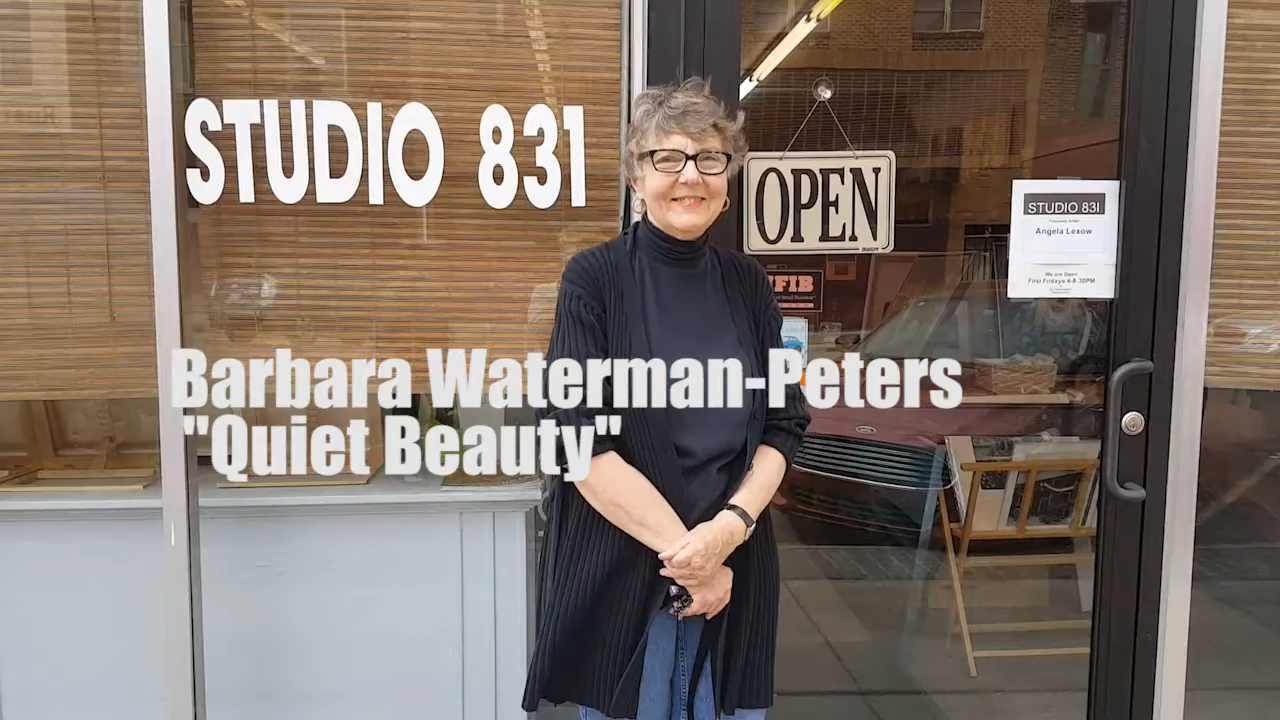 STUDIO 831
OPEN
STUDIO 831
Angela Lexow
We are Open
First Fridays 4-8.30PM
FIB
Barbara Waterman-Peters
"Quiet Beauty"